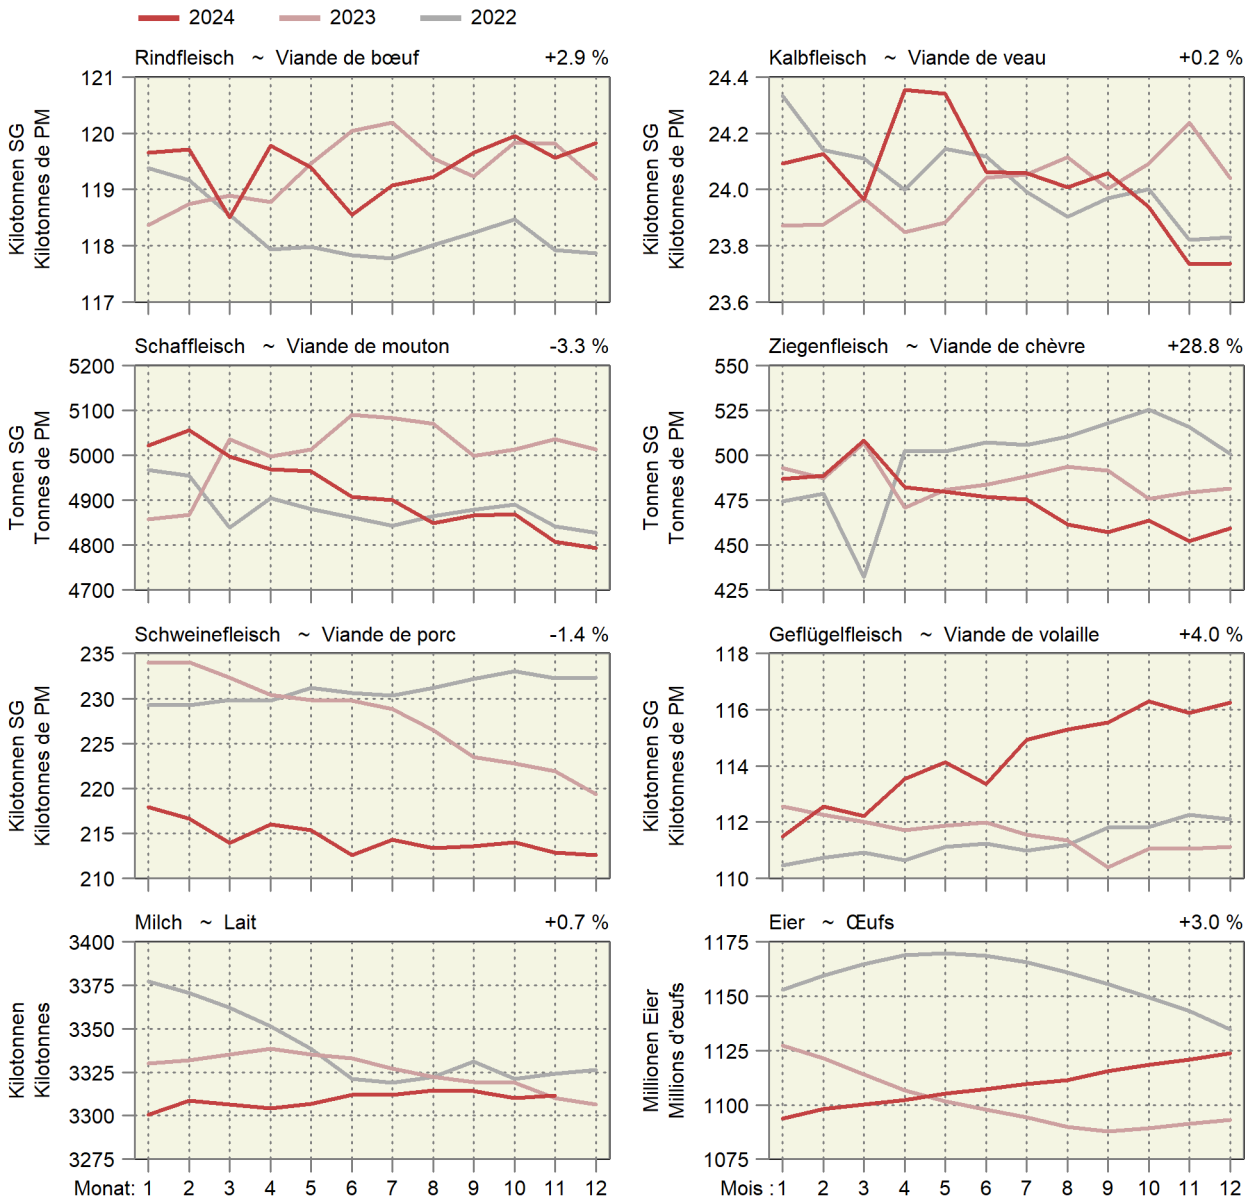 2024 2023 2022
Rindfleisch ~ Viande de bœuf +2.9 %
Kilotonnen SG
Kilotonnes de PM
121
120
119
118
117
Kalbfleisch ~ Viande de veau +0.2 %
Kilotonnen SG
Kilotonnes de PM
24.4
24.2
24.0
23.8
23.6
Schaffleisch ~ Viande de mouton -3.3 %
Tonnen SG
Tonnes de PM
5200
5100
5000
4900
4800
4700
Ziegenfleisch ~ Viande de chèvre +28.8 %
Tonnen SG
Tonnes de PM
550
525
500
475
450
425
Schweinefleisch ~ Viande de porc -1.4 %
Kilotonnen SG
Kilotonnes de PM
235
230
225
220
215
210
Geflügelfleisch ~ Viande de volaille +4.0 %
Kilotonnen SG
Kilotonnes de PM
118
116
114
112
110
Milch ~ Lait +0.7 %
Kilotonnen
Kilotonnes
3400
3375
3350
3325
3300
3275
Monat: 1 2 3 4 5 6 7 8 9 10 11 12
Eier ~ Œufs +3.0 %
Millionen Eier
Millions d'œufs
1175
1150
1125
1100
1075
Mois : 1 2 3 4 5 6 7 8 9 10 11 12